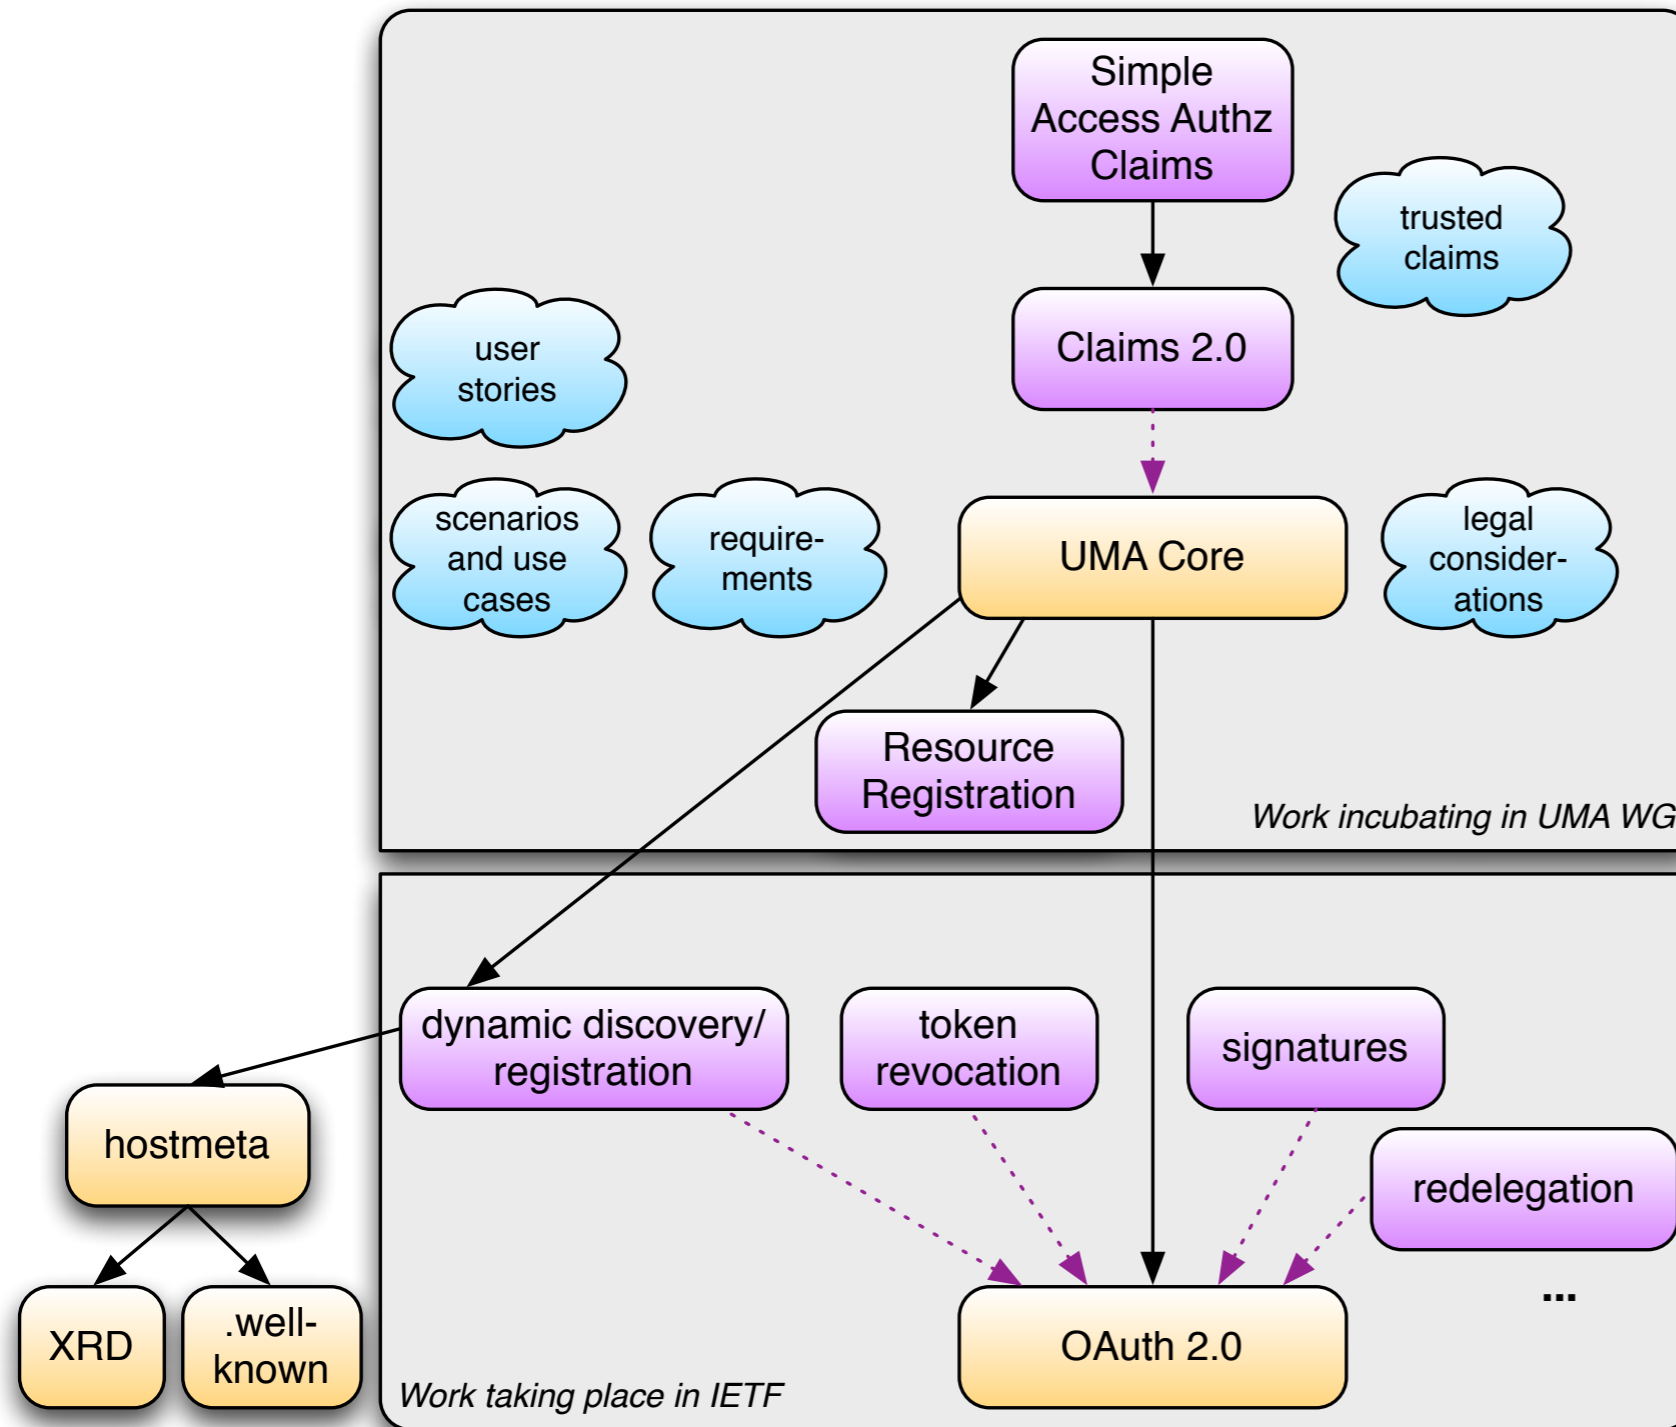 Simple
Access Authz
Claims
trusted
claims
user
stories
Claims 2.0
scenarios
and use
cases
require-
ments
UMA Core
legal
consider-
ations
Resource
Registration
Work incubating in UMA WG
dynamic discovery/
registration
token
revocation
signatures
hostmeta
redelegation
...
XRD
.well-
known
OAuth 2.0
Work taking place in IETF